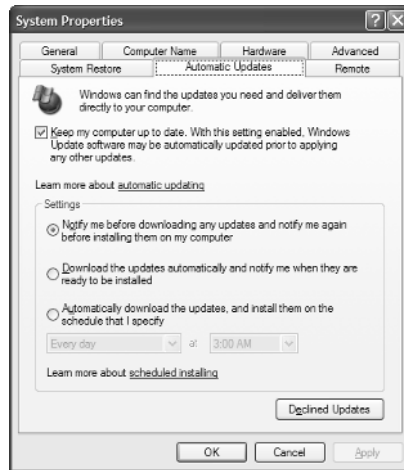 System Properties
General Computer Name Hardware Advanced
System Restore Automatic Updates Remote
Windows can find the updates you need and deliver them
directly to your computer.
Keep my computer up to date. With this setting enabled, Windows
Update software may be automatically updated prior to applying
any other updates.
Learn more about automatic updating
Settings
Notify me before downloading any updates and notify me again
before installing them on my computer
Download the updates automatically and notify me when they are
ready to be installed
Automatically download the updates, and install them on the
schedule that I specify
Every day at 3:00 AM
Learn more about scheduled installing
Declined Updates
OK Cancel Apply